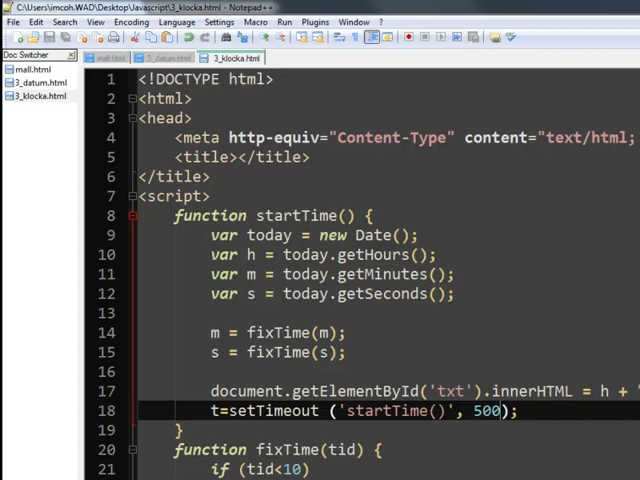 C:\Users\imcoh.WAD\Desktop\Javascript\3_klocka.html - Notepad++
File Edit Search View Encoding Language Settings Macro Run Plugins Window ?
Doc Switcher
mall.html
3_datum.html
3_klocka.html
mall.html 3_datum.html 3_klocka.html
1 <!DOCTYPE html>
2 <html>
3 <head>
4 <meta http-equiv="Content-Type" content="text/html;
5 <title></title>
6 </title>
7 <script>
8 function startTime() {
9 var today = new Date();
10 var h = today.getHours();
11 var m = today.getMinutes();
12 var s = today.getSeconds();
13
14 m = fixTime(m);
15 s = fixTime(s);
16
17 document.getElementById('txt').innerHTML = h + "
18 t=setTimeout ('startTime()', 500);
19 }
20 function fixTime(tid) {
21 if (tid<10)